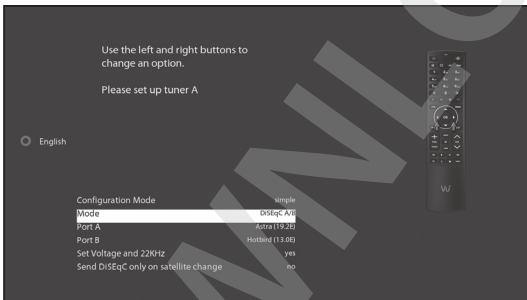 Use the left and right buttons to
change an option.
Please set up tuner A
English
Configuration Mode simple
Mode DiSEqC A/B
Port A Astra (19.2E)
Port B Hotbird (13.0E)
Set Voltage and 22KHz yes
Send DiSEqC only on satellite change no
OK
Vu+